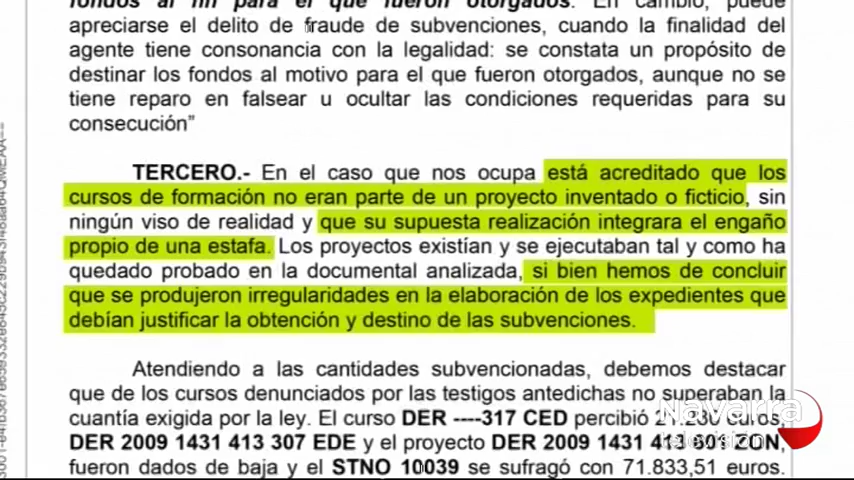 fondos al fin para el que fueron otorgados. En cambio, puede
apreciarse el delito de fraude de subvenciones, cuando la finalidad del
agente tiene consonancia con la legalidad: se constata un propósito de
destinar los fondos al motivo para el que fueron otorgados, aunque no se
tiene reparo en falsear u ocultar las condiciones requeridas para su
consecución”
TERCERO.- En el caso que nos ocupa está acreditado que los
cursos de formación no eran parte de un proyecto inventado o ficticio, sin
ningún viso de realidad y que su supuesta realización integrara el engaño
propio de una estafa. Los proyectos existían y se ejecutaban tal y como ha
quedado probado en la documental analizada, si bien hemos de concluir
que se produjeron irregularidades en la elaboración de los expedientes que
debían justificar la obtención y destino de las subvenciones.
Atendiendo a las cantidades subvencionadas, debemos destacar
que de los cursos denunciados por las testigos antedichas no superaban la
cuantía exigida por la ley. El curso DER ----317 CED percibió euros,
DER 2009 1431 413 307 EDE y el proyecto DER 2009 1431 413 ZON,
fueron dados de baja y el STNO 10039 se sufragó con 71.833,51 euros.
Navarra
televisión